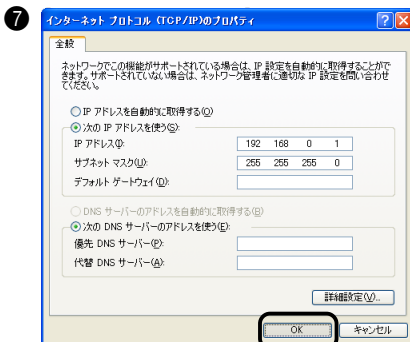 ❼
インターネット プロトコル (TCP/IP)のプロパティ
全般
ネットワークでこの機能がサポートされている場合は、IP 設定を自動的に取得することがで
きます。サポートされていない場合は、ネットワーク管理者に適切な IP 設定を問い合わせ
てください。
IP アドレスを自動的に取得する(O)
次の IP アドレスを使う(S):
IP アドレス(I): 192 168 0 1
サブネット マスク(U): 255 255 255 0
デフォルト ゲートウェイ(D):
DNS サーバーのアドレスを自動的に取得する(B)
次の DNS サーバーのアドレスを使う(E):
優先 DNS サーバー(P):
代替 DNS サーバー(A):
詳細設定(V)...
OK キャンセル